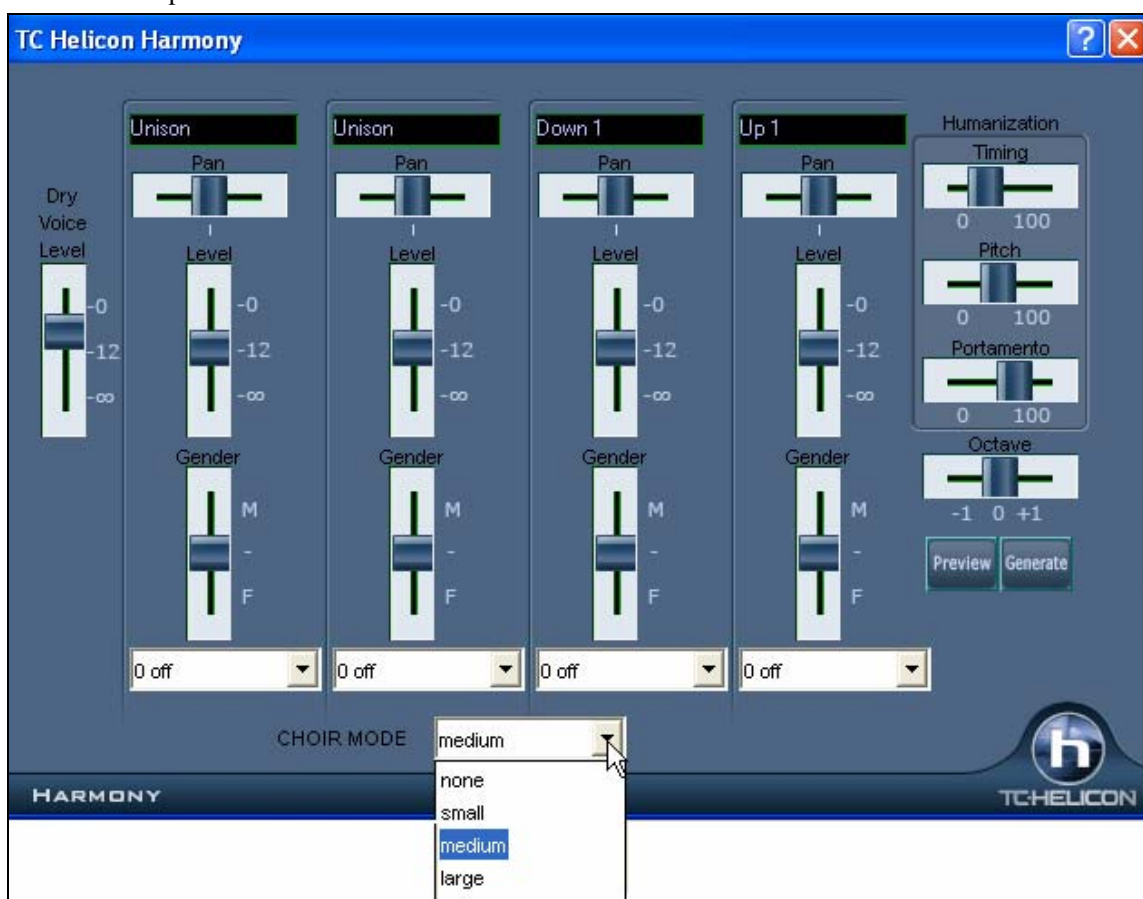 TC Helicon Harmony
?
Dry
Voice
Level
-0
-12
-∞
Unison
Pan
Level
-0
-12
-∞
Gender
M
-
F
0 off
Unison
Pan
Level
-0
-12
-∞
Gender
M
-
F
0 off
Down 1
Pan
Level
-0
-12
-∞
Gender
M
-
F
0 off
Up 1
Pan
Level
-0
-12
-∞
Gender
M
-
F
0 off
Humanization
Timing
0 100
Pitch
0 100
Portamento
0 100
Octave
-1 0 +1
Preview Generate
CHOIR MODE medium
none
small
medium
large
HARMONY
h
TC·HELICON